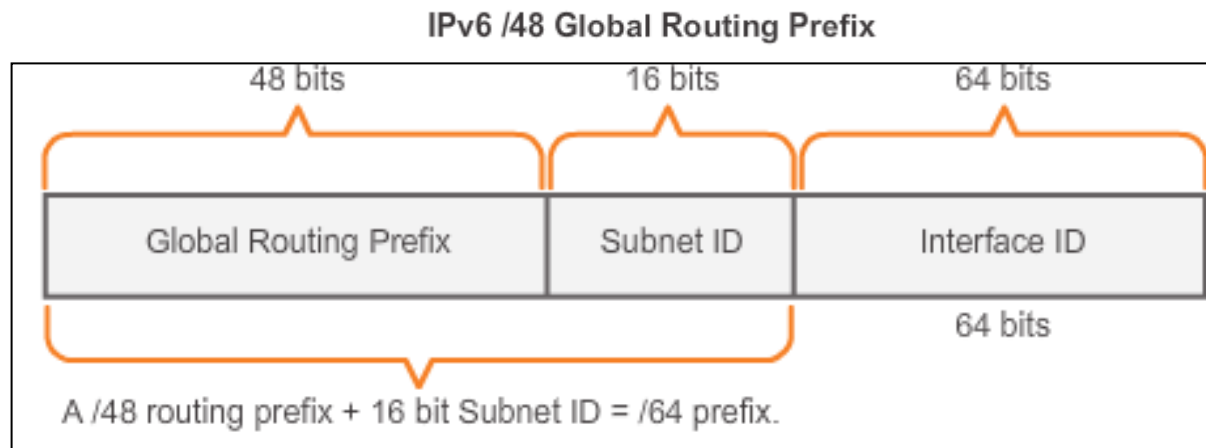 IPv6 /48 Global Routing Prefix
48 bits 16 bits 64 bits
Global Routing Prefix Subnet ID Interface ID
64 bits
A /48 routing prefix + 16 bit Subnet ID = /64 prefix.